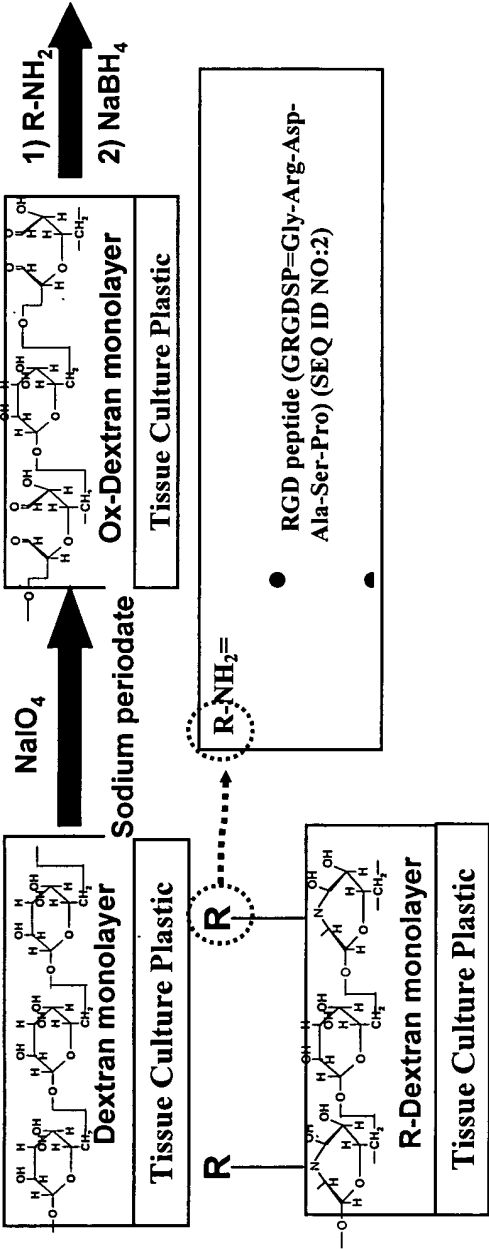 Dextran monolayer
Tissue Culture Plastic
NaIO4
Sodium periodate
Ox-Dextran monolayer
Tissue Culture Plastic
1) R-NH2
2) NaBH4
R
R
R-NH2=
RGD peptide (GRGDSP=Gly-Arg-Asp-
Ala-Ser-Pro) (SEQ ID NO:2)
R-Dextran monolayer
Tissue Culture Plastic